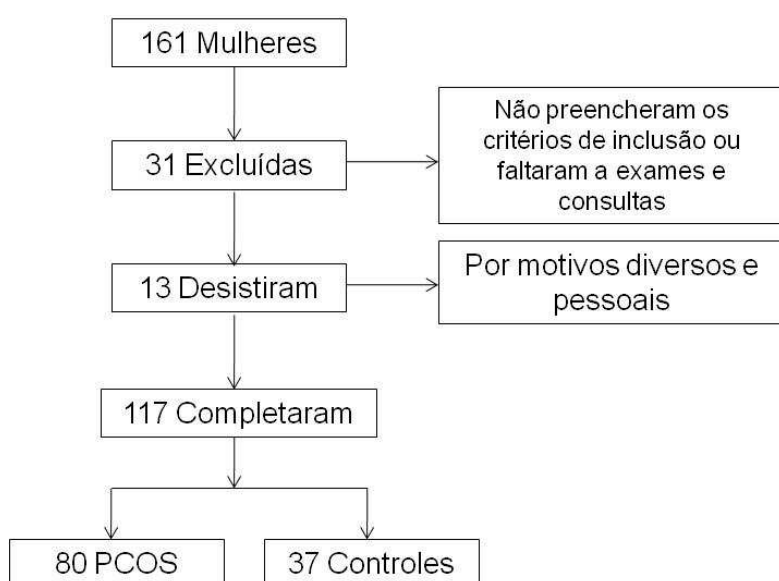 161 Mulheres
31 Excluídas
Não preencheram os
critérios de inclusão ou
faltaram a exames e
consultas
13 Desistiram
Por motivos diversos e
pessoais
117 Completaram
80 PCOS
37 Controles